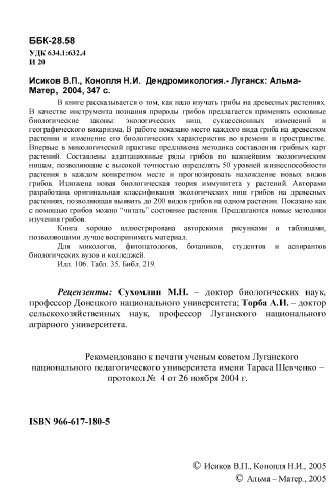 ББК-28.58
УДК 634.1:632.4
И 20
Исиков В.П., Конопля Н.И. Дендромикология.- Луганск: Альма-
Матер, 2004, 347 с.
В книге рассказывается о том, как надо изучать грибы на древесных растениях.
В качестве инструмента познания природы грибов предлагается применять основные
биологические законы: экологических ниш, сукцессионных изменений и
географического викаризма. В работе показано место каждого вида гриба на древесном
растении и изменение его биолотических характеристик во времени и пространстве.
Впервые в микологической практике предложена методика составления грибных карт
растений. Составлены адаптационные ряды грибов по важнейшим экологическим
нишам, позволяющие с высокой точностью определять 50 уровней жизнеспособности
растения в каждом конкретном месте и прогнозировать нахождение новых видов
грибов. Изложена новая биологическая теория иммунитета у растений. Авторами
разработана оригинальная классификация экологических ниш грибов на древесных
растениях, позволяющая выявить до 200 видов грибов на одном растении. Показано как
с помощью грибов можно "читать" состояние растения. Предлагаются новые методики
изучения грибов.
Книга хорошо иллюстрирована авторскими рисунками и таблицами,
позволяющими лучше воспринимать материал.
Для микологов, фитопатологов, ботаников, студентов и аспирантов
биологических вузов и колледжей.
Илл. 106. Табл. 35. Библ. 219.
Рецензенты: Сухомлин М.Н. – доктор биологических наук,
профессор Донецкого национального университета; Торба А.И. – доктор
сельскохозяйственных наук, профессор Луганского национального
аграрного университета.
Рекомендовано к печати ученым советом Луганского
национального педагогического университета имени Тараса Шевченко –
протокол № 4 от 26 ноября 2004 г.
ISBN 966-617-180-5
© Исиков В.П., Конопля Н.И., 2005
© Альма – Матер., 2005